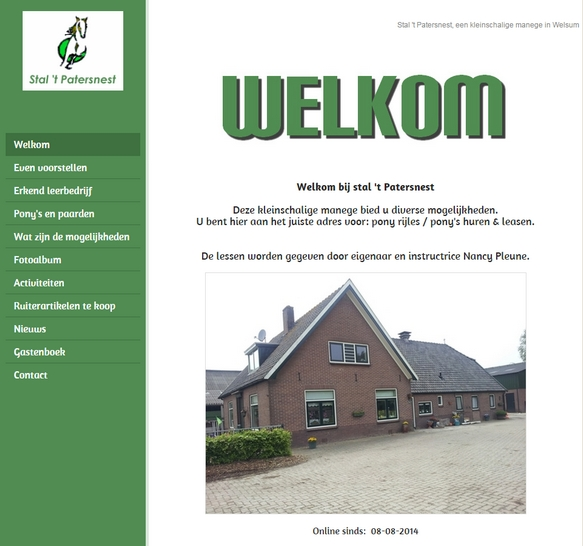 Stal 't Patersnest
Welkom
Even voorstellen
Erkend leerbedrijf
Pony's en paarden
Wat zijn de mogelijkheden
Fotoalbum
Activiteiten
Ruiterartikelen te koop
Nieuws
Gastenboek
Contact
Stal 't Patersnest, een kleinschalige manege in Welsum
WELKOM
Welkom bij stal 't Patersnest
Deze kleinschalige manege bied u diverse mogelijkheden.
U bent hier aan het juiste adres voor: pony rijles / pony's huren & leasen.
De lessen worden gegeven door eigenaar en instructrice Nancy Pleune.
Online sinds: 08-08-2014